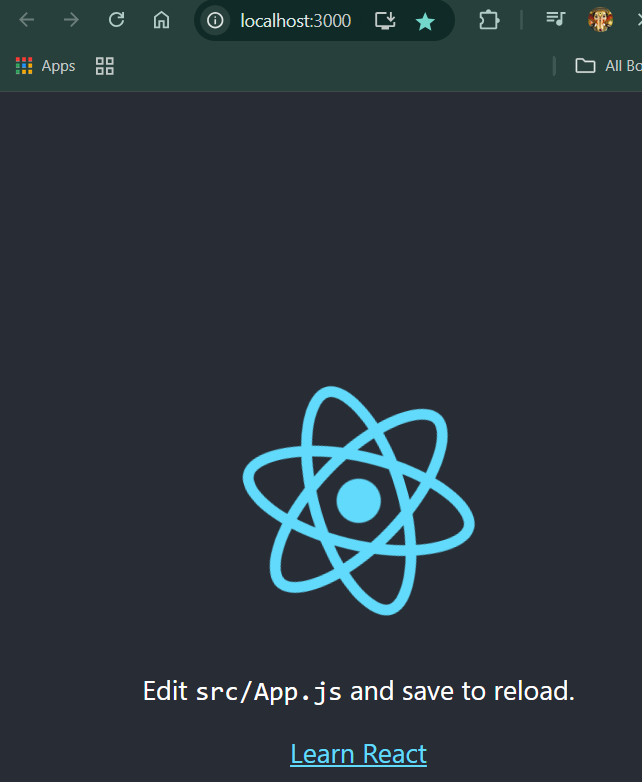 localhost:3000
Apps
All Bo
Edit src/App.js and save to reload.
Learn React